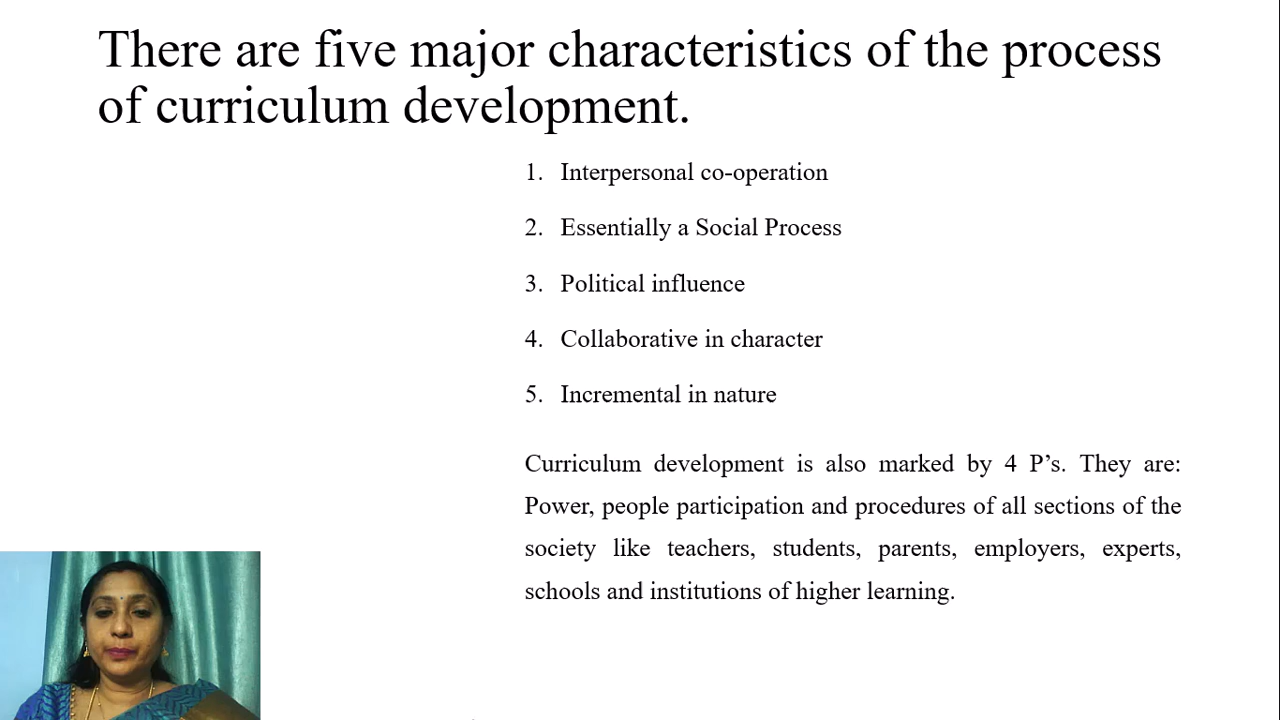 There are five major characteristics of the process
of curriculum development.
1. Interpersonal co-operation
2. Essentially a Social Process
3. Political influence
4. Collaborative in character
5. Incremental in nature
Curriculum development is also marked by 4 P’s. They are:
Power, people participation and procedures of all sections of the
society like teachers, students, parents, employers, experts,
schools and institutions of higher learning.